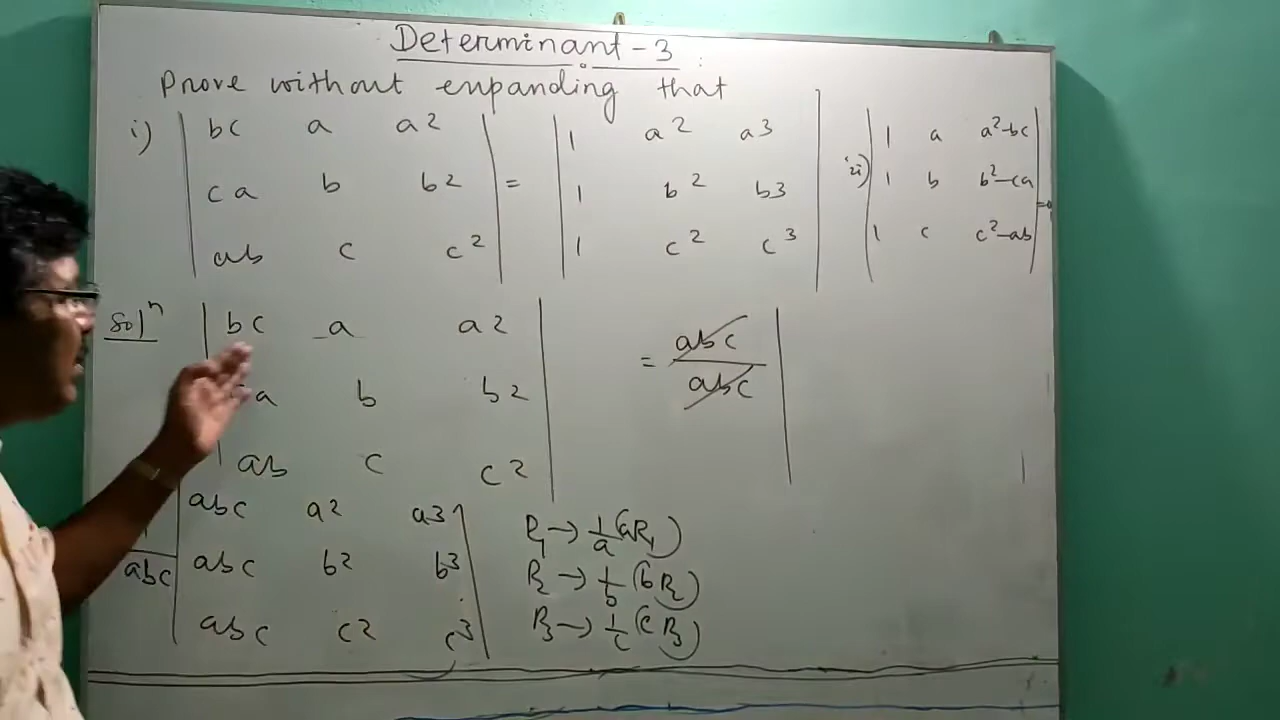 Determinant - 3
Prove without enpanding that
i) | bc a a2 | = | 1 a2 a3 | ii) | 1 a a2-bc |
| ca b b2 | | 1 b2 b3 | | 1 b b2-ca | =0
| ab c c2 | | 1 c2 c3 | | 1 c c2-ab |
Soln | bc a a2 | = abc/abc |
a b b2
ab c c2 |
| abc a2 a3 | R1 → 1/a (aR1)
abc | abc b2 b3 | R2 → 1/b (bR2)
| abc c2 c3 | R3 → 1/c (cR3)